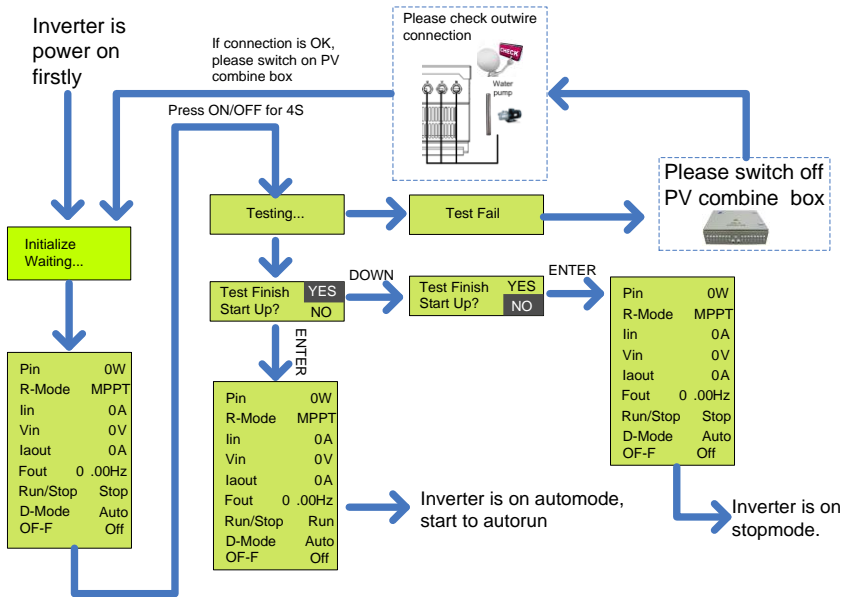 Inverter is
power on
firstly
If connection is OK,
please switch on PV
combine box
Please check outwire
connection
CHECK
Water
pump
Press ON/OFF for 4S
Please switch off
PV combine box
Testing...
Test Fail
Initialize
Waiting...
Test Finish YES
Start Up? NO
DOWN
Test Finish YES
Start Up? NO
ENTER
ENTER
Pin 0W
R-Mode MPPT
Iin 0A
Vin 0V
Iaout 0A
Fout 0 .00Hz
Run/Stop Stop
D-Mode Auto
OF-F Off
Pin 0W
R-Mode MPPT
Iin 0A
Vin 0V
Iaout 0A
Fout 0 .00Hz
Run/Stop Run
D-Mode Auto
OF-F Off
Inverter is on automode,
start to autorun
Pin 0W
R-Mode MPPT
Iin 0A
Vin 0V
Iaout 0A
Fout 0 .00Hz
Run/Stop Stop
D-Mode Auto
OF-F Off
Inverter is on
stopmode.